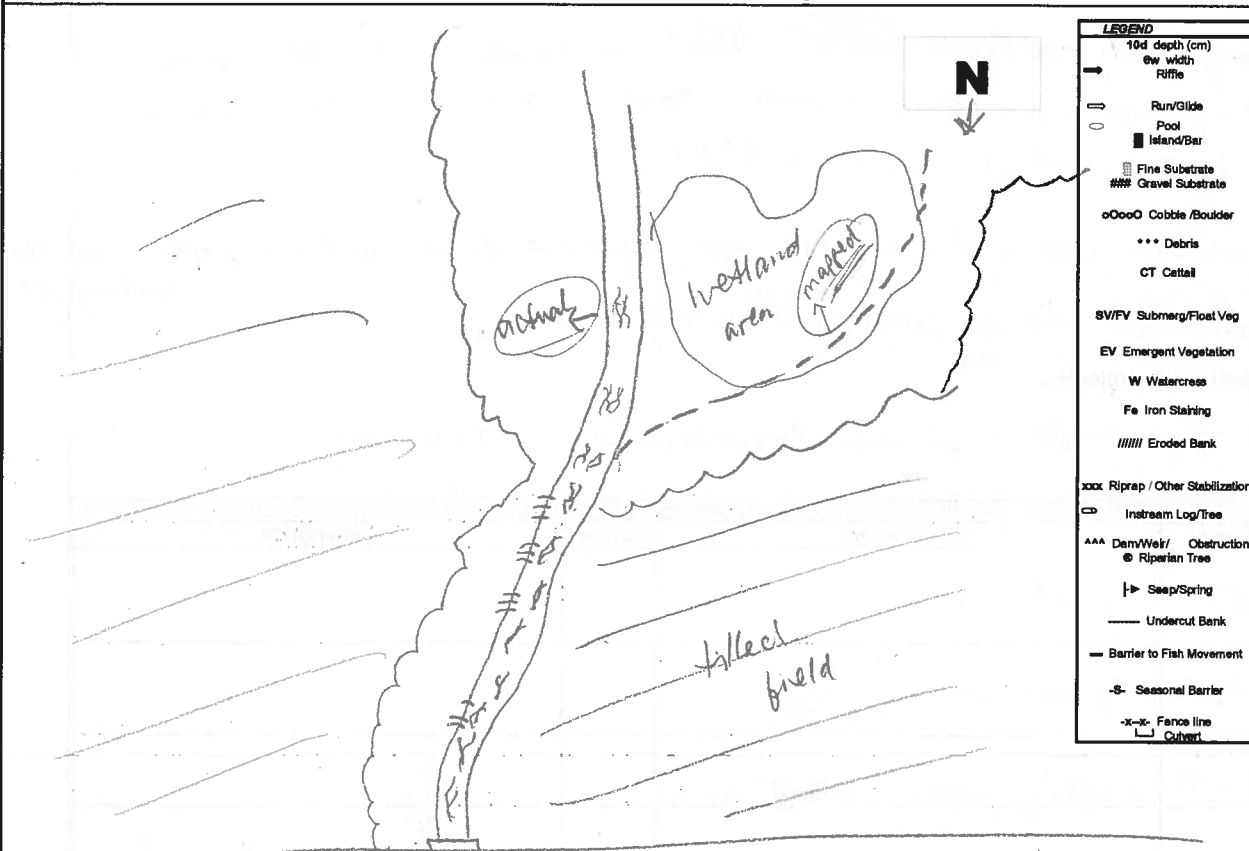 N
actual
wetland
area
mapped
tilled
field
LEGEND
10d depth (cm)
6w width
Riffle
Run/Glide
Pool
Island/Bar
Fine Substrate
### Gravel Substrate
oOooO Cobble /Boulder
*** Debris
CT Cattail
SV/FV Submerg/Float Veg
EV Emergent Vegetation
W Watercress
Fe Iron Staining
/////// Eroded Bank
xxx Riprap / Other Stabilization
Instream Log/Tree
^^^ Dam/Weir/ Obstruction
Riparian Tree
Seep/Spring
Undercut Bank
Barrier to Fish Movement
-S- Seasonal Barrier
-x--x- Fence line
Culvert